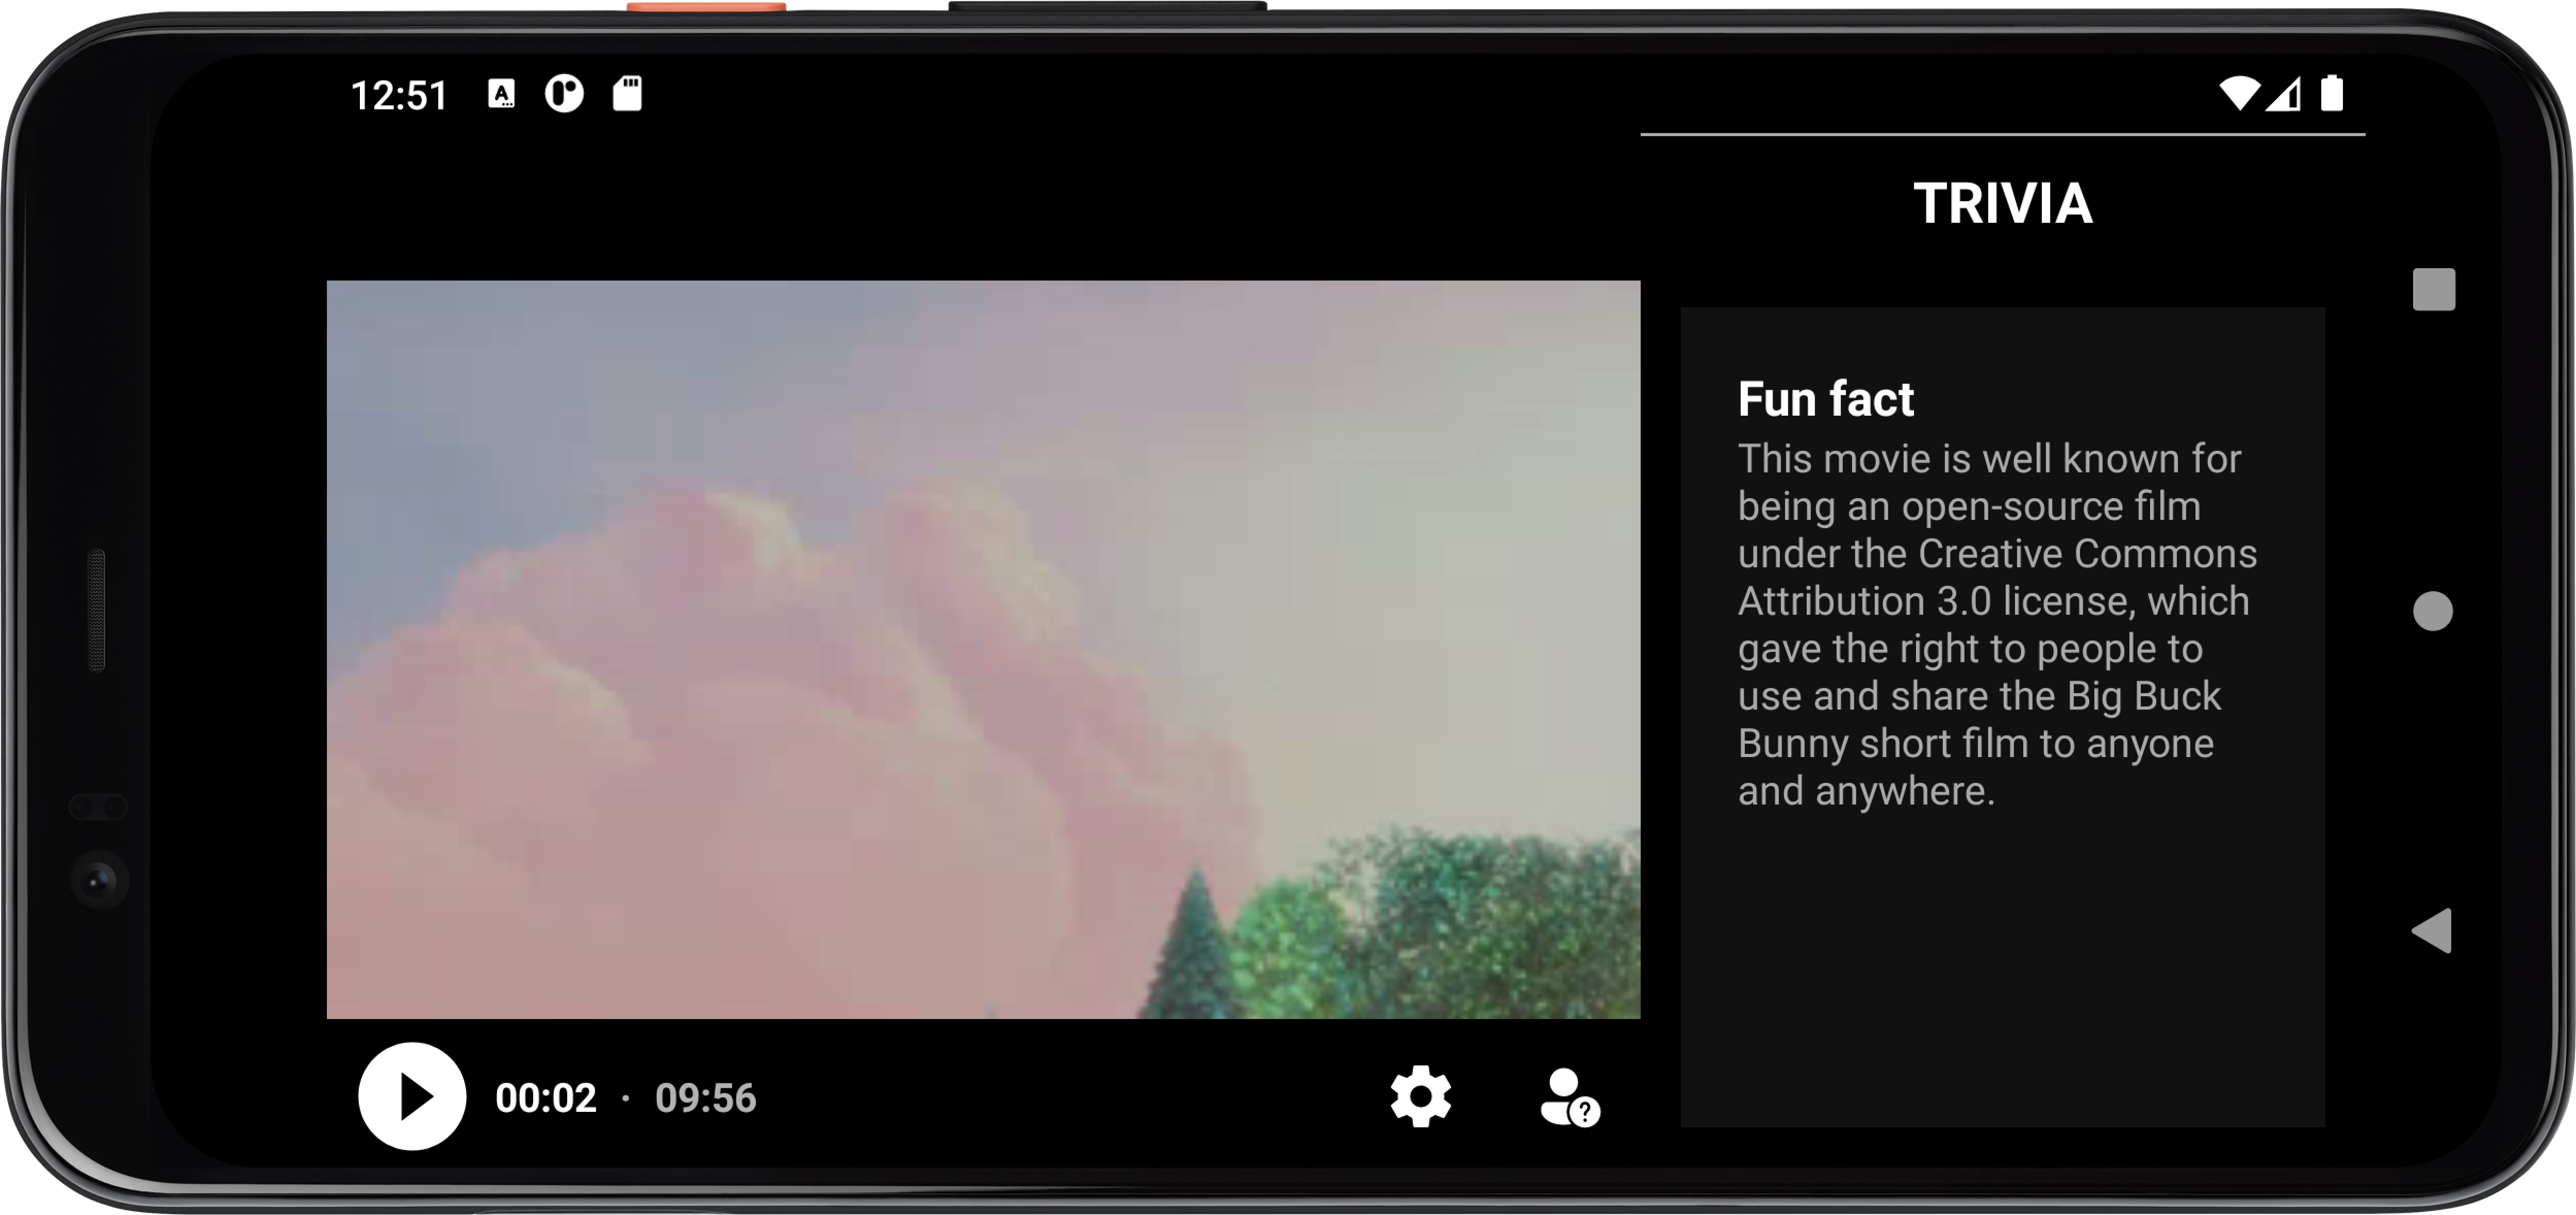 12:51
TRIVIA
Fun fact
This movie is well known for
being an open-source film
under the Creative Commons
Attribution 3.0 license, which
gave the right to people to
use and share the Big Buck
Bunny short film to anyone
and anywhere.
00:02 · 09:56